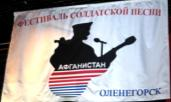 ФЕСТИВАЛЬ СОЛДАТСКОЙ ПЕСНИ
АФГАНИСТАН
ОЛЕНЕГОРСК